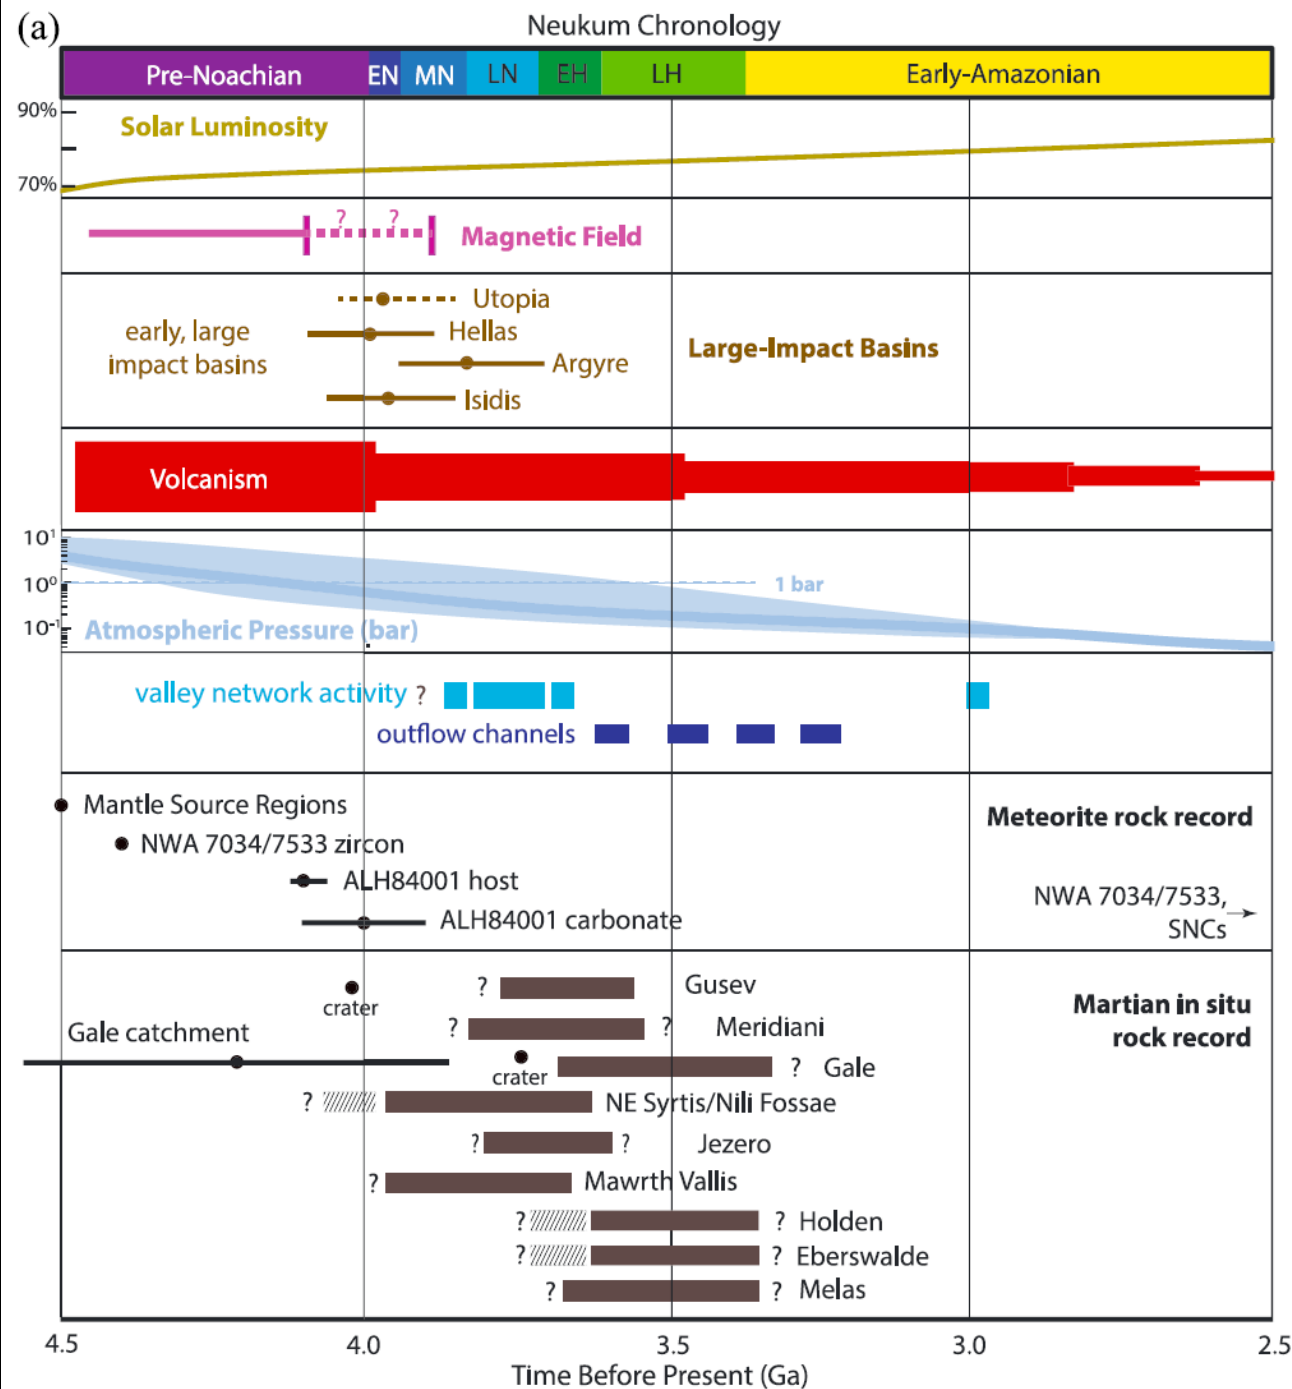 (a)
Neukum Chronology
Pre-Noachian EN MN LN EH LH Early-Amazonian
90%
Solar Luminosity
70%
? ?
Magnetic Field
Utopia
early, large
impact basins
Hellas
Large-Impact Basins
Argyre
Isidis
Volcanism
10¹
10⁰
1 bar
10⁻¹
Atmospheric Pressure (bar)
valley network activity ?
outflow channels
Mantle Source Regions
Meteorite rock record
NWA 7034/7533 zircon
ALH84001 host
NWA 7034/7533,
SNCs
ALH84001 carbonate
? Gusev
crater
Martian in situ
rock record
? ? Meridiani
Gale catchment
crater
? Gale
? NE Syrtis/Nili Fossae
? ? Jezero
? Mawrth Vallis
? ? Holden
? ? Eberswalde
? ? Melas
4.5 4.0 3.5 3.0 2.5
Time Before Present (Ga)